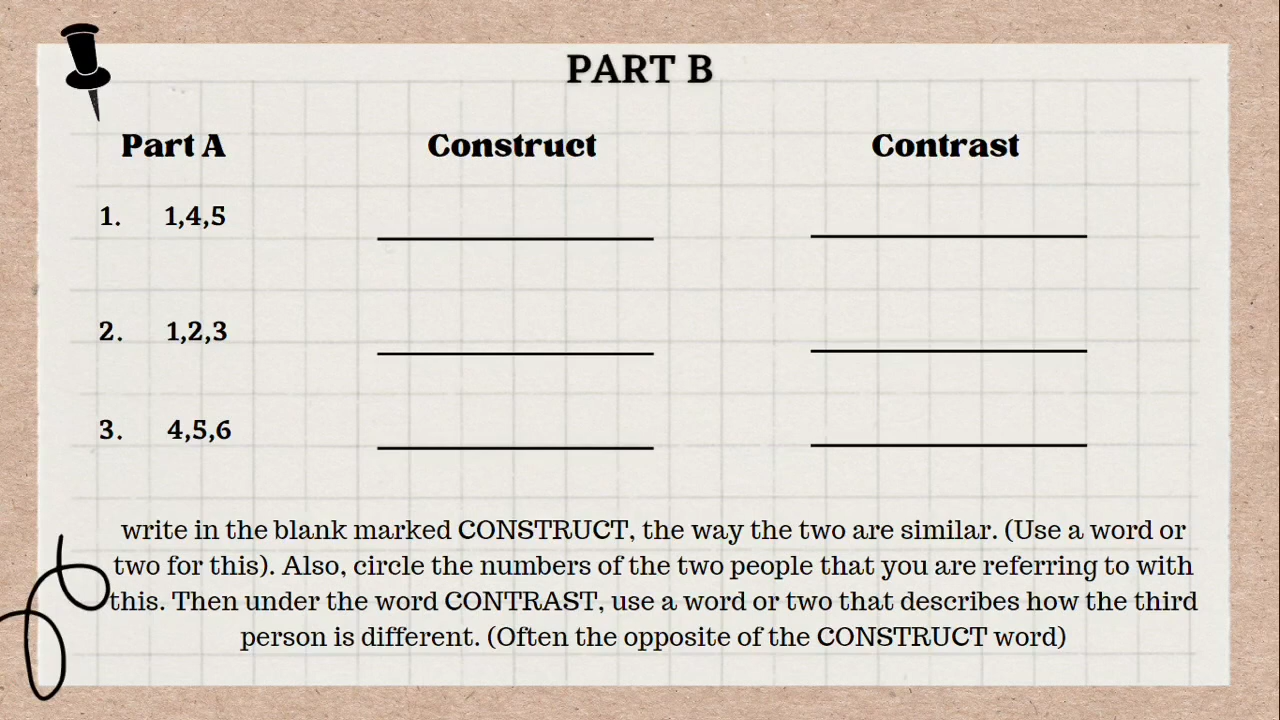 PART B
Part A Construct Contrast
1. 1,4,5
2. 1,2,3
3. 4,5,6
write in the blank marked CONSTRUCT, the way the two are similar. (Use a word or
two for this). Also, circle the numbers of the two people that you are referring to with
this. Then under the word CONTRAST, use a word or two that describes how the third
person is different. (Often the opposite of the CONSTRUCT word)